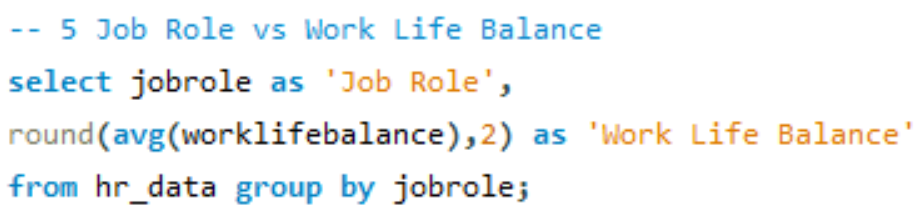 -- 5 Job Role vs Work Life Balance
select jobrole as 'Job Role',
round(avg(worklifebalance),2) as 'Work Life Balance'
from hr_data group by jobrole;